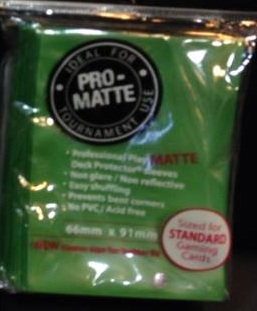 IDEAL FOR
PRO-
MATTE
TOURNAMENT USE
• Professional Play MATTE
Deck Protector® Sleeves
• Non glare / Non reflective
• Easy shuffling
• Prevents bent corners
• No PVC / Acid free
66mm x 91mm
Sized for
STANDARD
Gaming
Cards